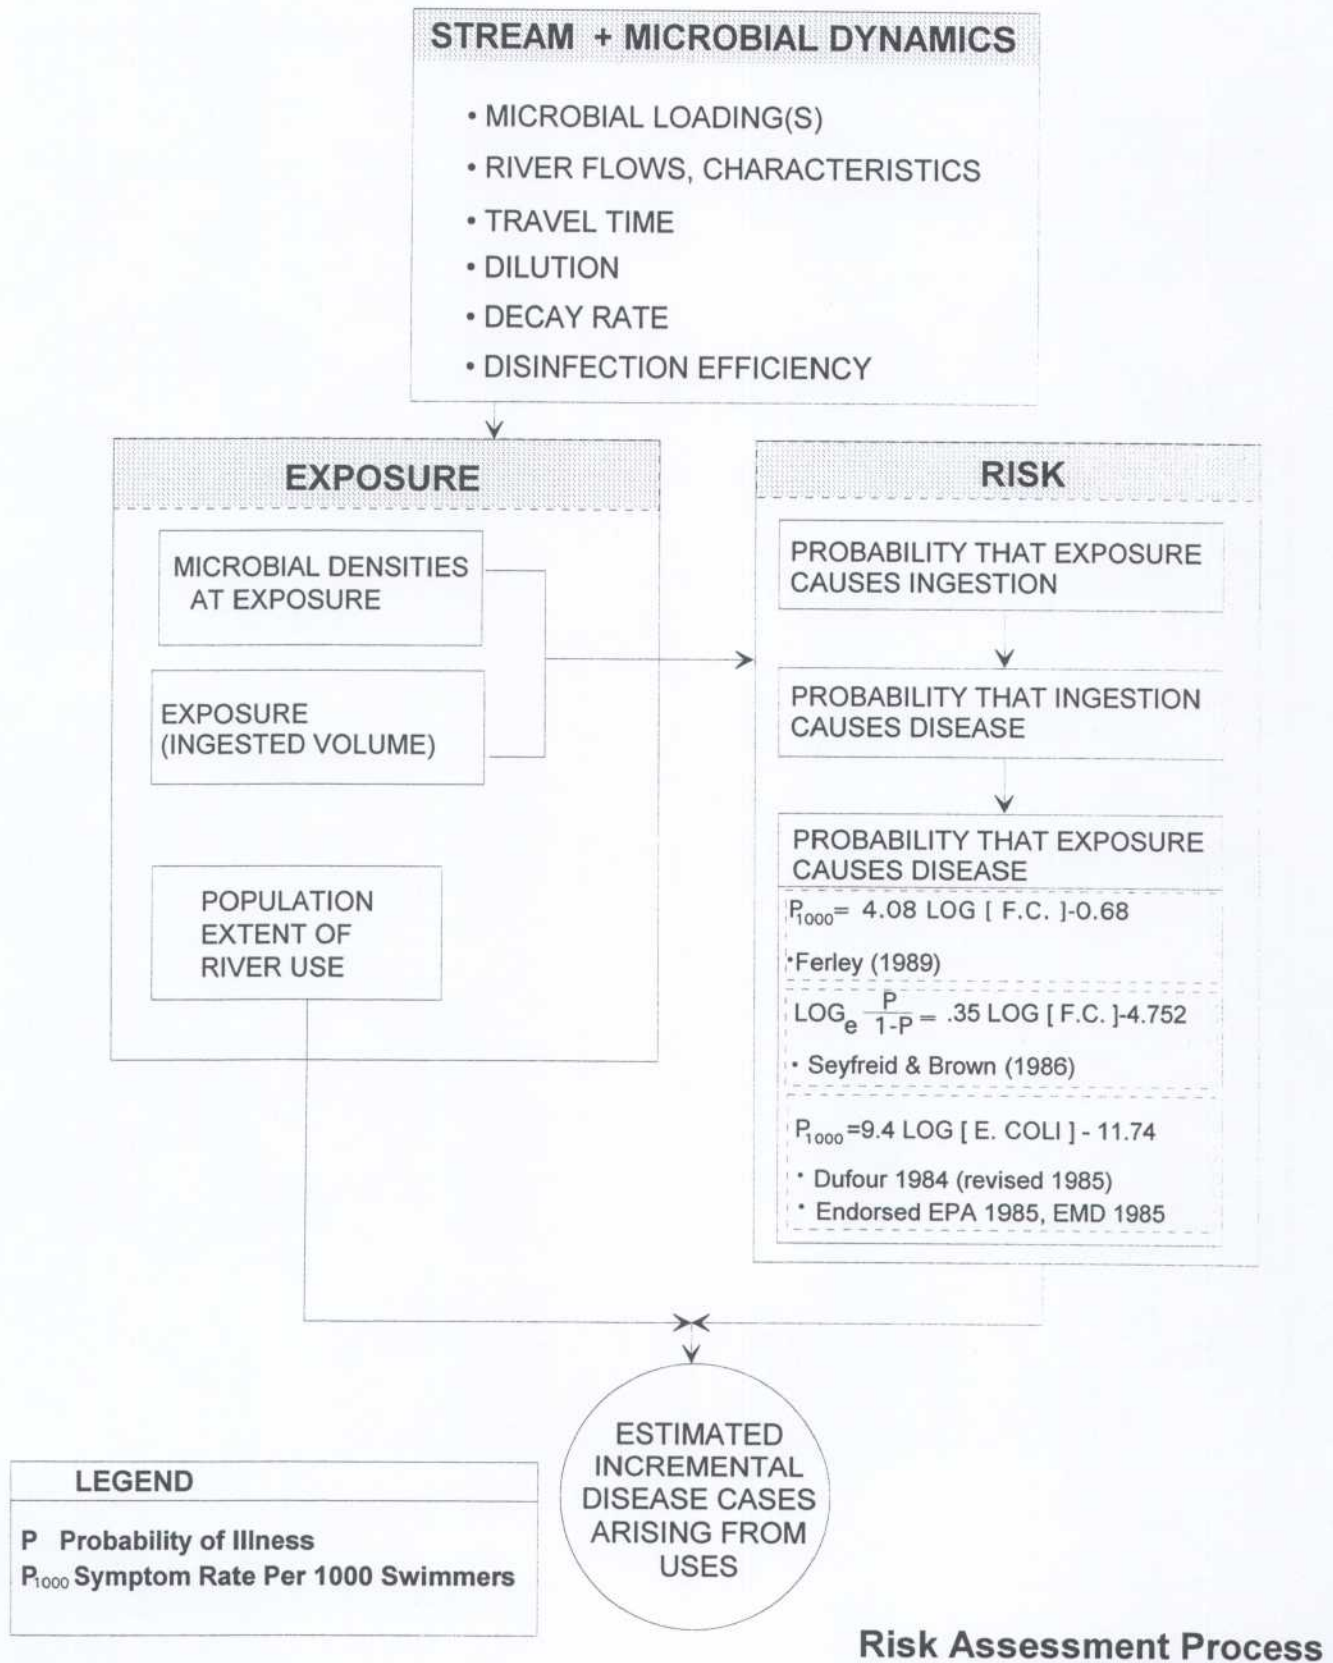 STREAM + MICROBIAL DYNAMICS
• MICROBIAL LOADING(S)
• RIVER FLOWS, CHARACTERISTICS
• TRAVEL TIME
• DILUTION
• DECAY RATE
• DISINFECTION EFFICIENCY
EXPOSURE
MICROBIAL DENSITIES
AT EXPOSURE
EXPOSURE
(INGESTED VOLUME)
POPULATION
EXTENT OF
RIVER USE
RISK
PROBABILITY THAT EXPOSURE
CAUSES INGESTION
PROBABILITY THAT INGESTION
CAUSES DISEASE
PROBABILITY THAT EXPOSURE
CAUSES DISEASE
P1000= 4.08 LOG [ F.C. ]-0.68
•Ferley (1989)
LOGe P/1-P = .35 LOG [ F.C. ]-4.752
• Seyfreid & Brown (1986)
P1000=9.4 LOG [ E. COLI ] - 11.74
• Dufour 1984 (revised 1985)
• Endorsed EPA 1985, EMD 1985
ESTIMATED
INCREMENTAL
DISEASE CASES
ARISING FROM
USES
LEGEND
P Probability of Illness
P1000 Symptom Rate Per 1000 Swimmers
Risk Assessment Process